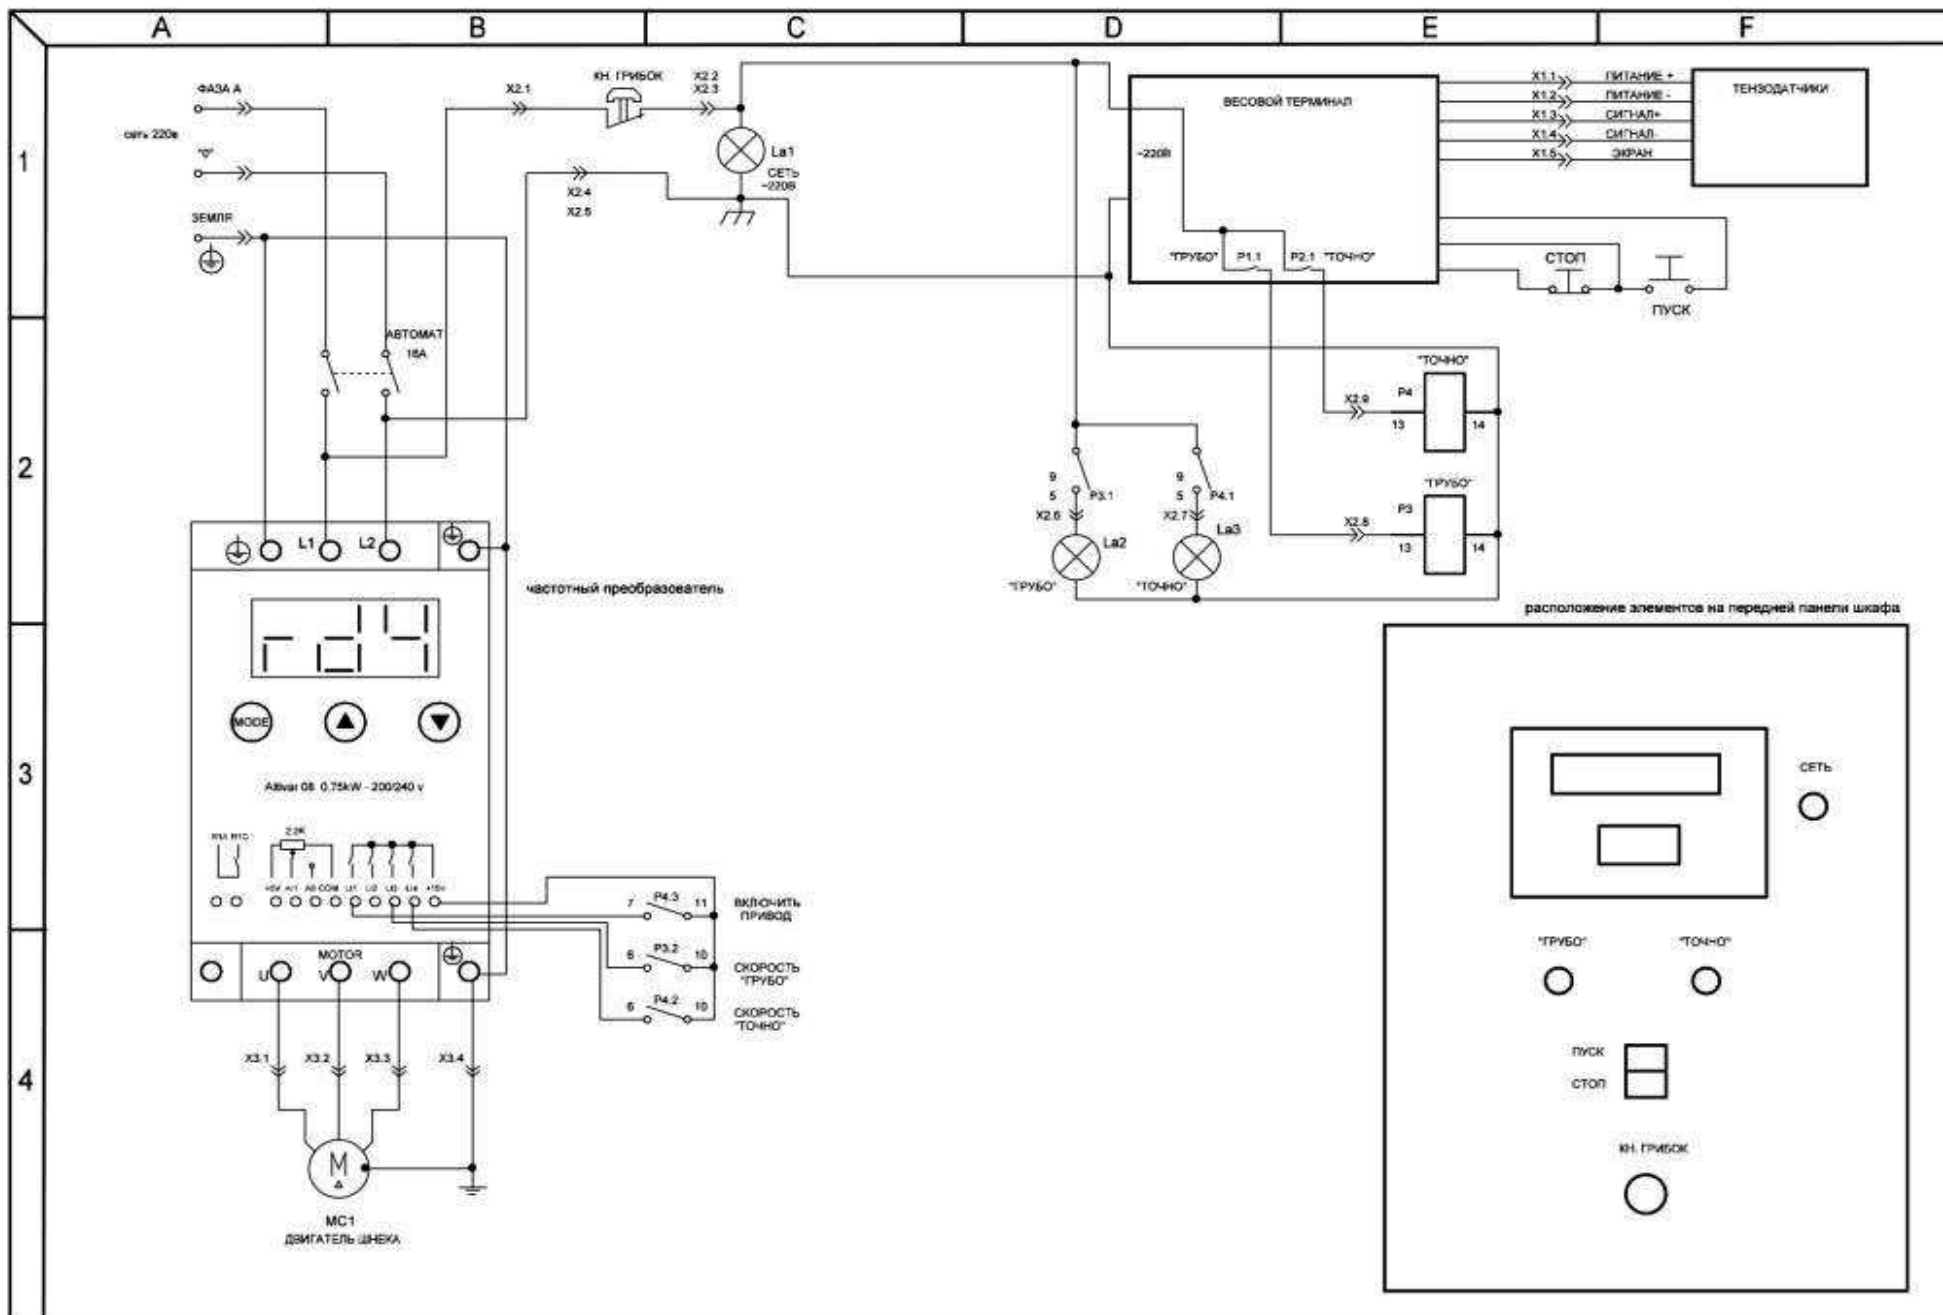 A B C D E F
1
2
3
4
ФАЗА А
сеть 220в
"0"
ЗЕМЛЯ
X2.1
КН. ГРИБОК
X2.2
X2.3
La1
СЕТЬ
~220В
X2.4
X2.5
АВТОМАТ
16А
ВЕСОВОЙ ТЕРМИНАЛ
~220В
"ГРУБО" P1.1 P2.1 "ТОЧНО"
X1.1 ПИТАНИЕ +
X1.2 ПИТАНИЕ -
X1.3 СИГНАЛ+
X1.4 СИГНАЛ-
X1.5 ЭКРАН
ТЕНЗОДАТЧИКИ
СТОП
ПУСК
"ТОЧНО"
P4
X2.9
13 14
"ГРУБО"
P3
X2.8
13 14
9
5 P3.1
X2.6
La2
"ГРУБО"
9
5 P4.1
X2.7
La3
"ТОЧНО"
L1 L2
частотный преобразователь
rd4
MODE
Altivar 08 0.75kW - 200/240 v
R1A R1C
2.2K
+5V AI1 A0 COM LI1 LI2 LI3 LI4 +15v
MOTOR
U V W
7 P4.3 11
ВКЛЮЧИТЬ
ПРИВОД
6 P3.2 10
СКОРОСТЬ
"ГРУБО"
6 P4.2 10
СКОРОСТЬ
"ТОЧНО"
X3.1 X3.2 X3.3 X3.4
M
MC1
ДВИГАТЕЛЬ ШНЕКА
расположение элементов на передней панели шкафа
СЕТЬ
"ГРУБО" "ТОЧНО"
ПУСК
СТОП
КН. ГРИБОК